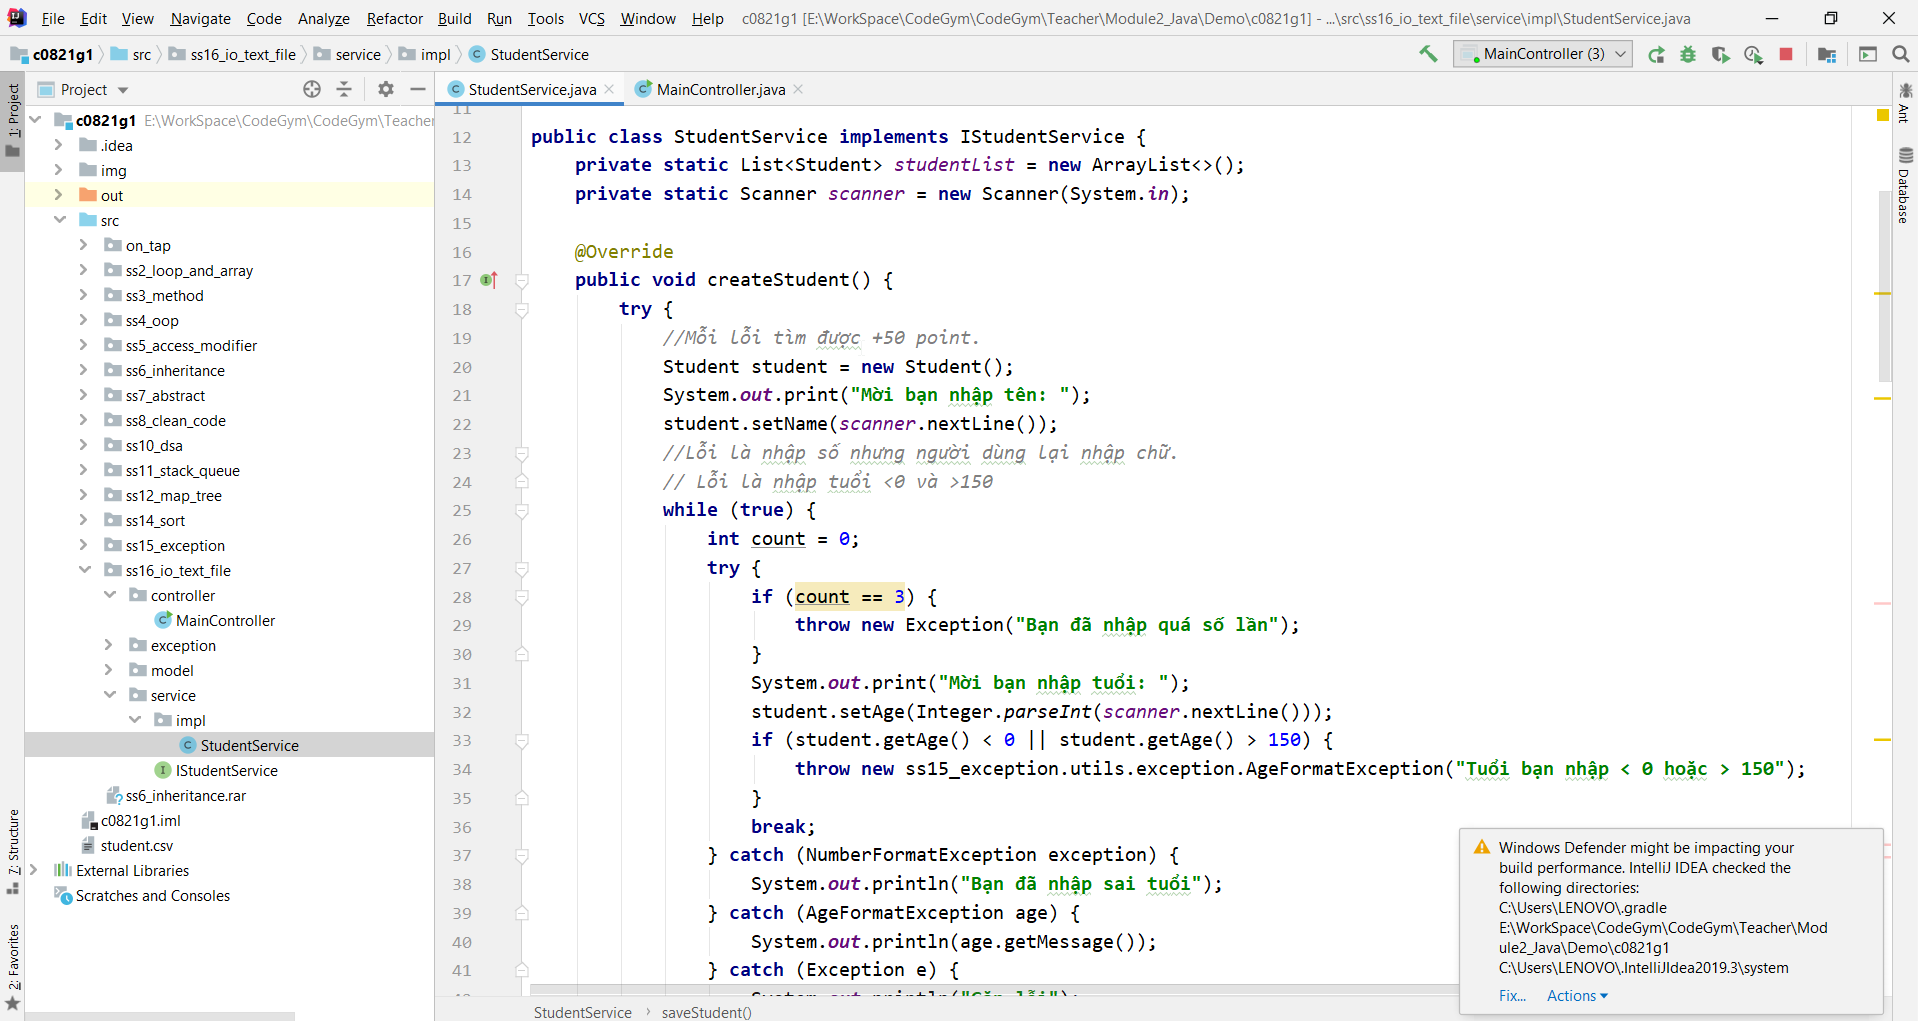 File Edit View Navigate Code Analyze Refactor Build Run Tools VCS Window Help c0821g1 [E:\WorkSpace\CodeGym\CodeGym\Teacher\Module2_Java\Demo\c0821g1] - ...\src\ss16_io_text_file\service\impl\StudentService.java
c0821g1 src ss16_io_text_file service impl StudentService MainController (3)
Project
StudentService.java MainController.java
1: Project
7: Structure
2: Favorites
Ant
Database
c0821g1 E:\WorkSpace\CodeGym\CodeGym\Teacher
.idea
img
out
src
on_tap
ss2_loop_and_array
ss3_method
ss4_oop
ss5_access_modifier
ss6_inheritance
ss7_abstract
ss8_clean_code
ss10_dsa
ss11_stack_queue
ss12_map_tree
ss14_sort
ss15_exception
ss16_io_text_file
controller
MainController
exception
model
service
impl
StudentService
IStudentService
ss6_inheritance.rar
c0821g1.iml
student.csv
External Libraries
Scratches and Consoles
11
12 public class StudentService implements IStudentService {
13 private static List<Student> studentList = new ArrayList<>();
14 private static Scanner scanner = new Scanner(System.in);
15
16 @Override
17 public void createStudent() {
18 try {
19 //Mỗi lỗi tìm được +50 point.
20 Student student = new Student();
21 System.out.print("Mời bạn nhập tên: ");
22 student.setName(scanner.nextLine());
23 //Lỗi là nhập số nhưng người dùng lại nhập chữ.
24 // Lỗi là nhập tuổi <0 và >150
25 while (true) {
26 int count = 0;
27 try {
28 if (count == 3) {
29 throw new Exception("Bạn đã nhập quá số lần");
30 }
31 System.out.print("Mời bạn nhập tuổi: ");
32 student.setAge(Integer.parseInt(scanner.nextLine()));
33 if (student.getAge() < 0 || student.getAge() > 150) {
34 throw new ss15_exception.utils.exception.AgeFormatException("Tuổi bạn nhập < 0 hoặc > 150");
35 }
36 break;
37 } catch (NumberFormatException exception) {
38 System.out.println("Bạn đã nhập sai tuổi");
39 } catch (AgeFormatException age) {
40 System.out.println(age.getMessage());
41 } catch (Exception e) {
StudentService saveStudent()
Windows Defender might be impacting your
build performance. IntelliJ IDEA checked the
following directories:
C:\Users\LENOVO\.gradle
E:\WorkSpace\CodeGym\CodeGym\Teacher\Mod
ule2_Java\Demo\c0821g1
C:\Users\LENOVO\.IntelliJIdea2019.3\system
Fix... Actions